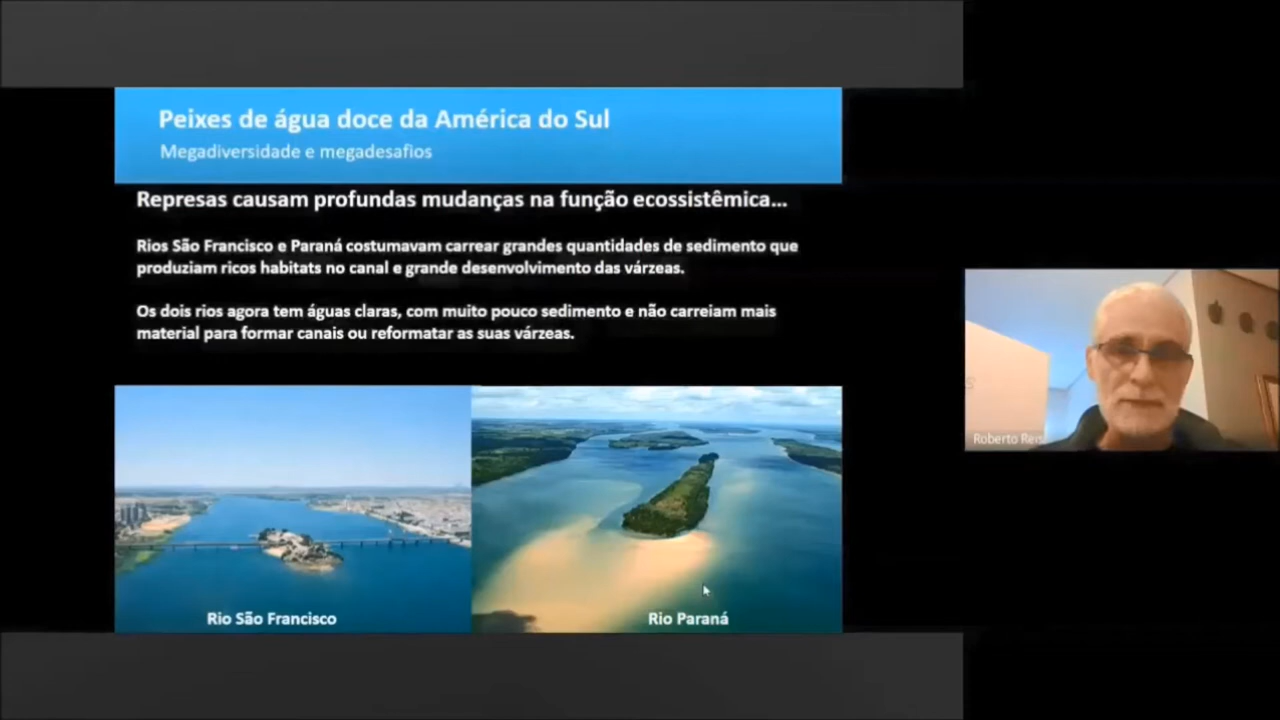 Peixes de água doce da América do Sul
Megadiversidade e megadesafios
Represas causam profundas mudanças na função ecossistêmica...
Rios São Francisco e Paraná costumavam carrear grandes quantidades de sedimento que
produziam ricos habitats no canal e grande desenvolvimento das várzeas.
Os dois rios agora tem águas claras, com muito pouco sedimento e não carreiam mais
material para formar canais ou reformatar as suas várzeas.
Rio São Francisco
Rio Paraná
Roberto Reis